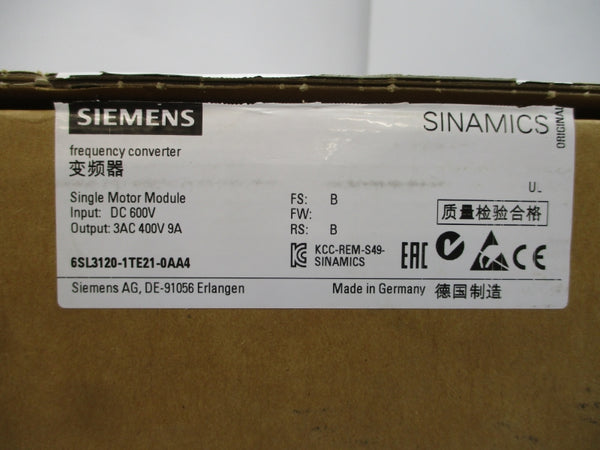 SIEMENS
SINAMICS
ORIGINAL
frequency converter
变频器
Single Motor Module
Input: DC 600V
Output: 3AC 400V 9A
6SL3120-1TE21-0AA4
FS: B
FW:
RS: B
KCC-REM-S49-
SINAMICS
质量检验合格
EAC
CE
Siemens AG, DE-91056 Erlangen
Made in Germany 德国制造